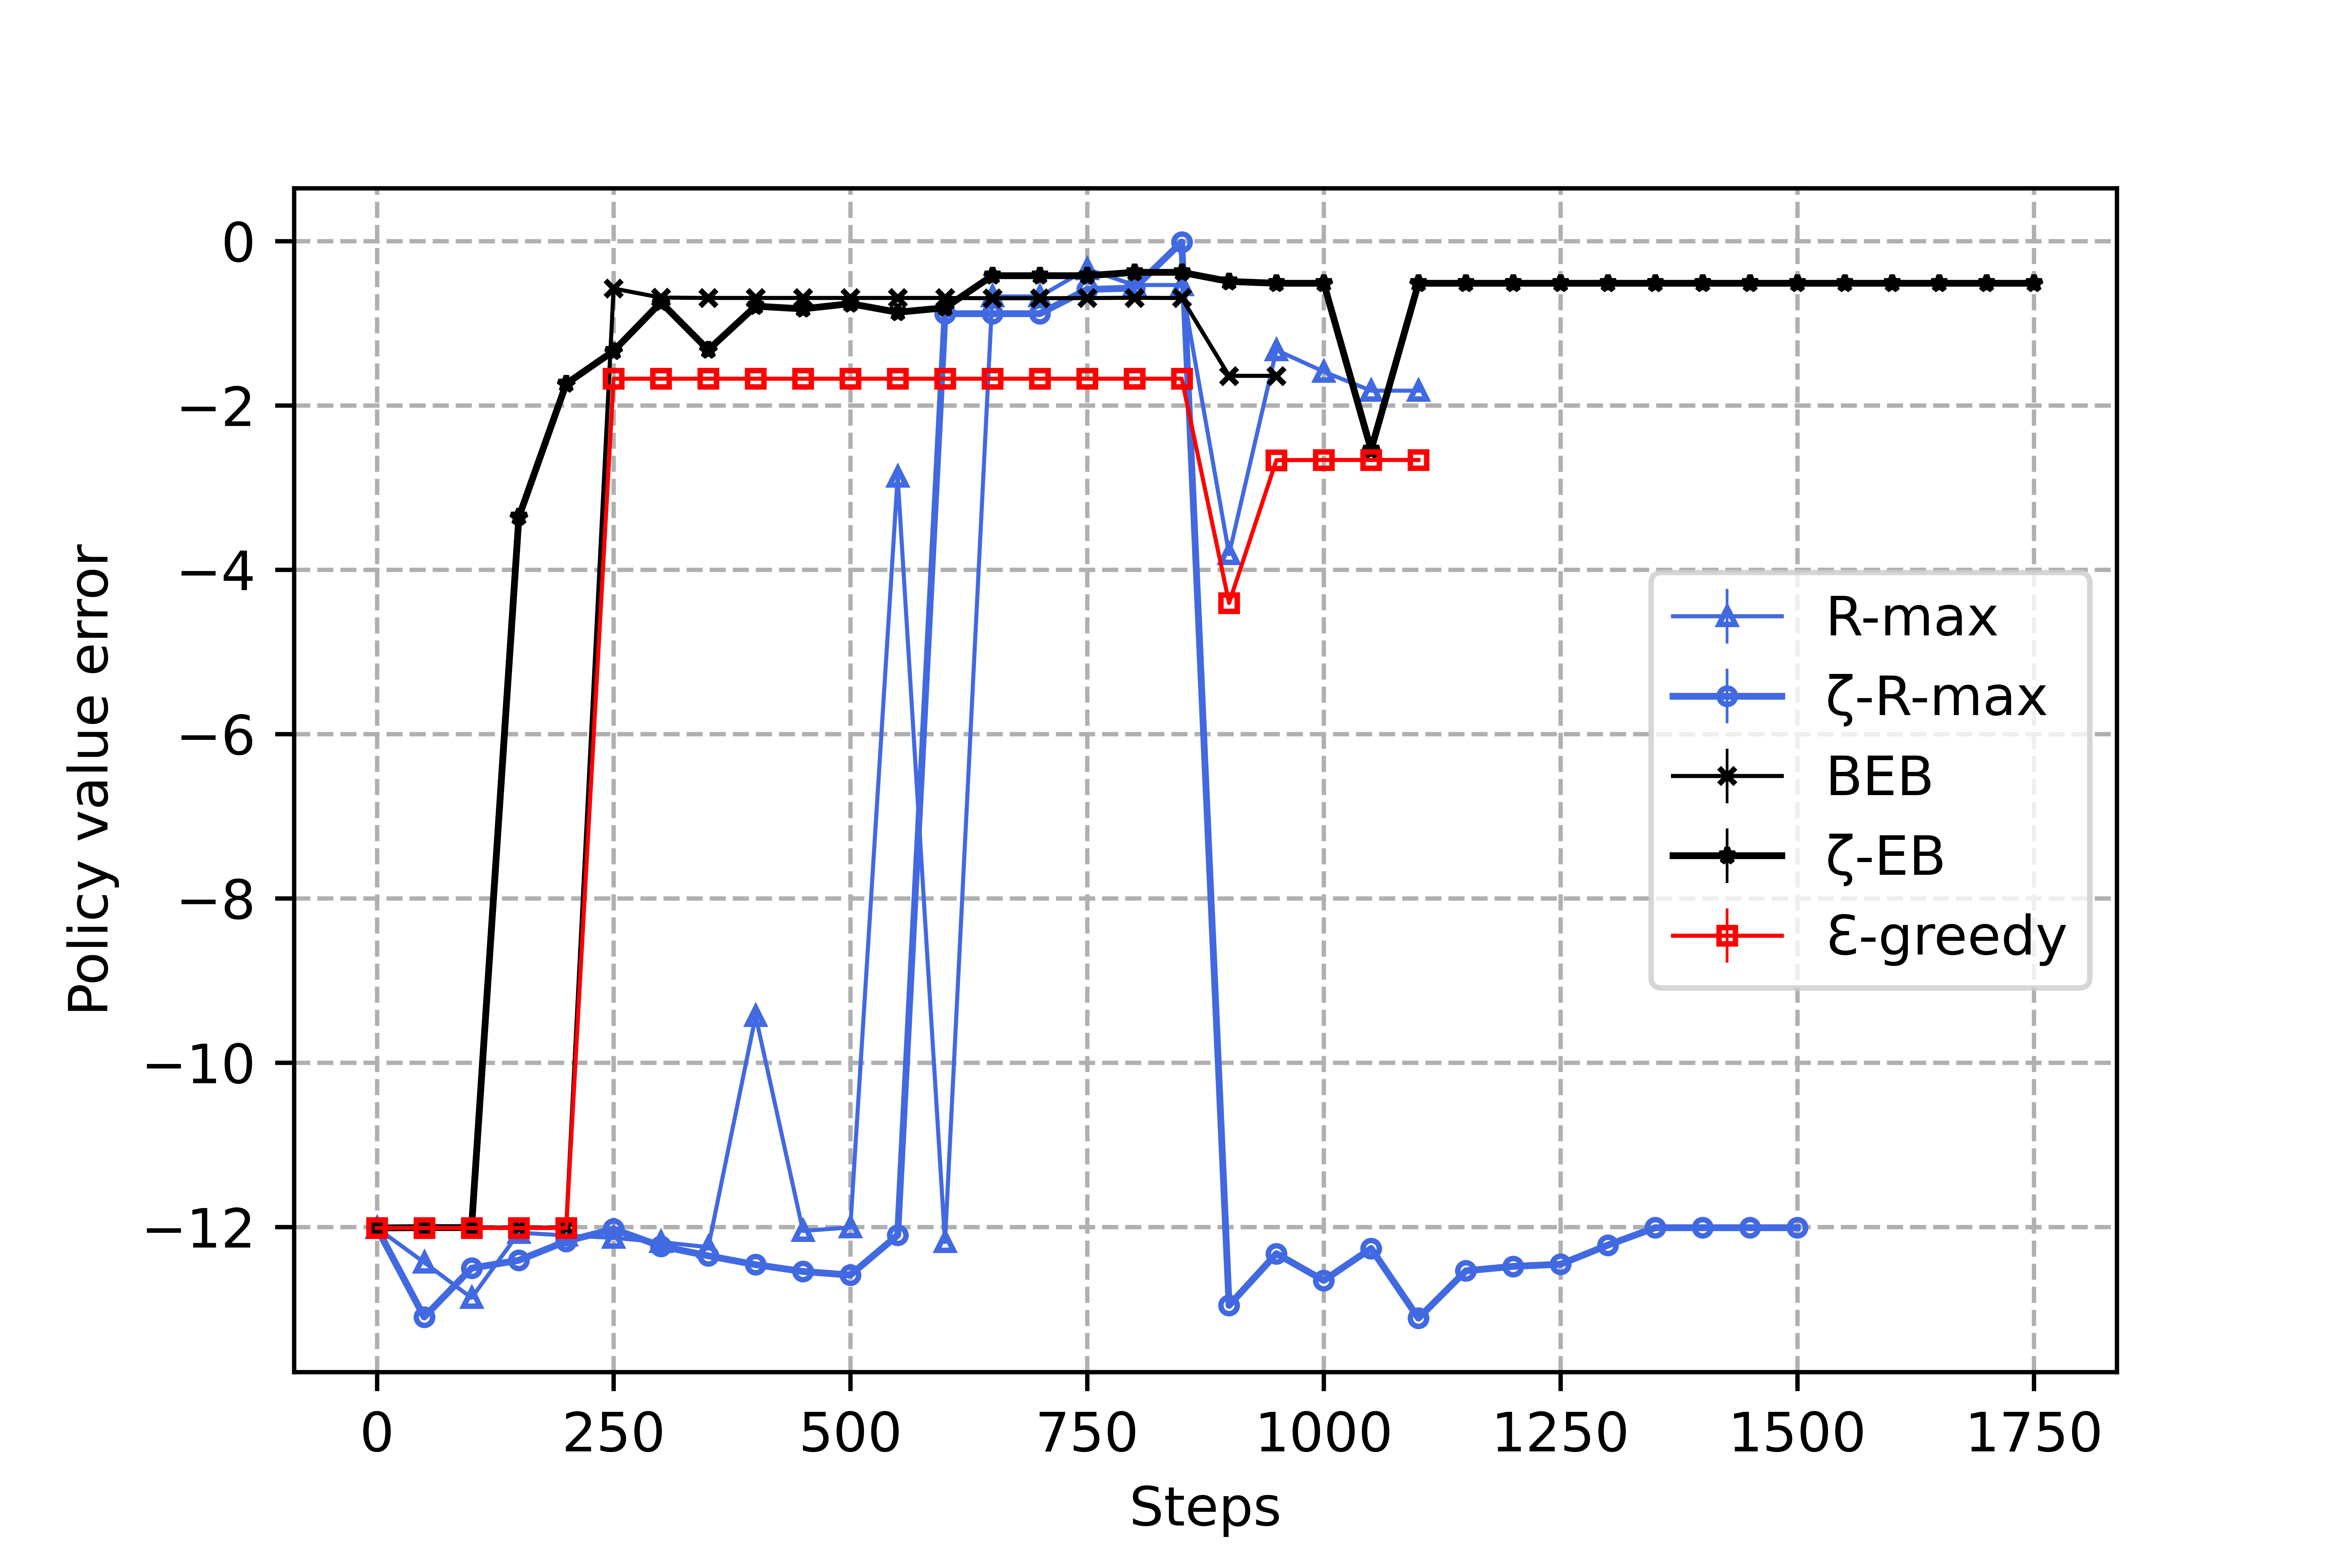 0
−2
−4
−6
−8
−10
−12
Policy value error
0 250 500 750 1000 1250 1500 1750
Steps
R-max
ζ-R-max
BEB
ζ-EB
Ɛ-greedy